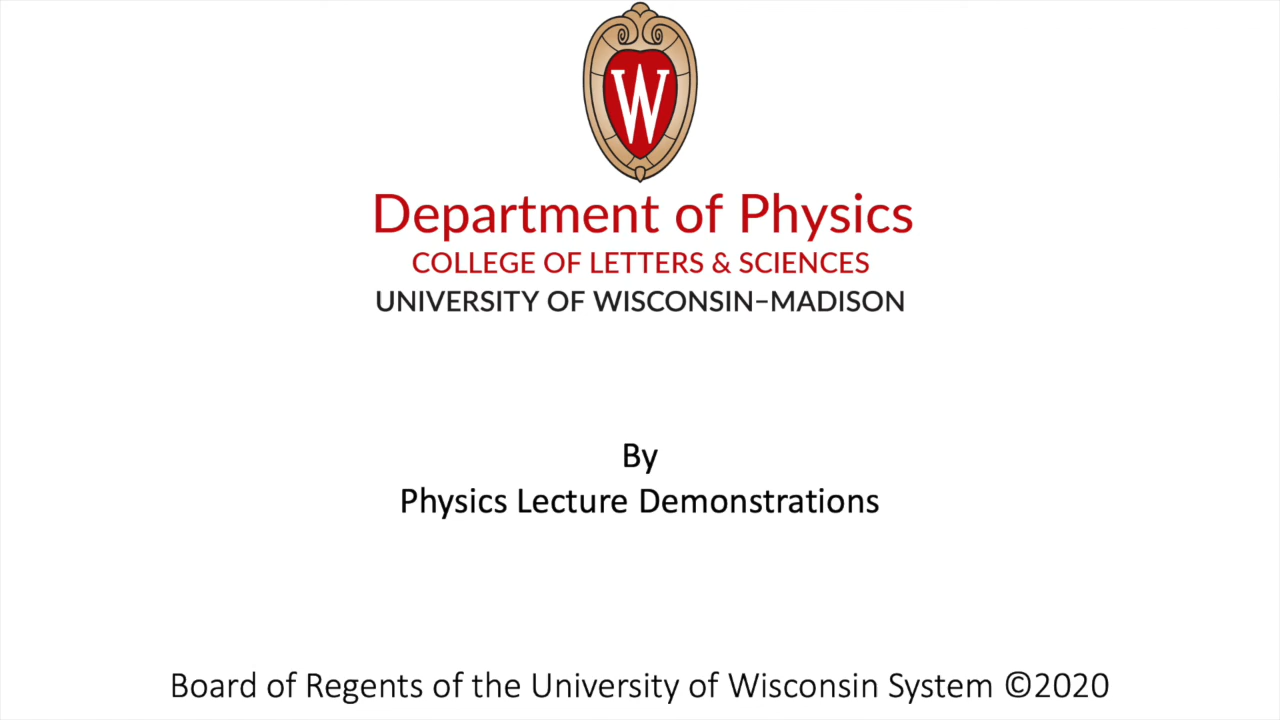 W
Department of Physics
COLLEGE OF LETTERS & SCIENCES
UNIVERSITY OF WISCONSIN–MADISON
By
Physics Lecture Demonstrations
Board of Regents of the University of Wisconsin System ©2020